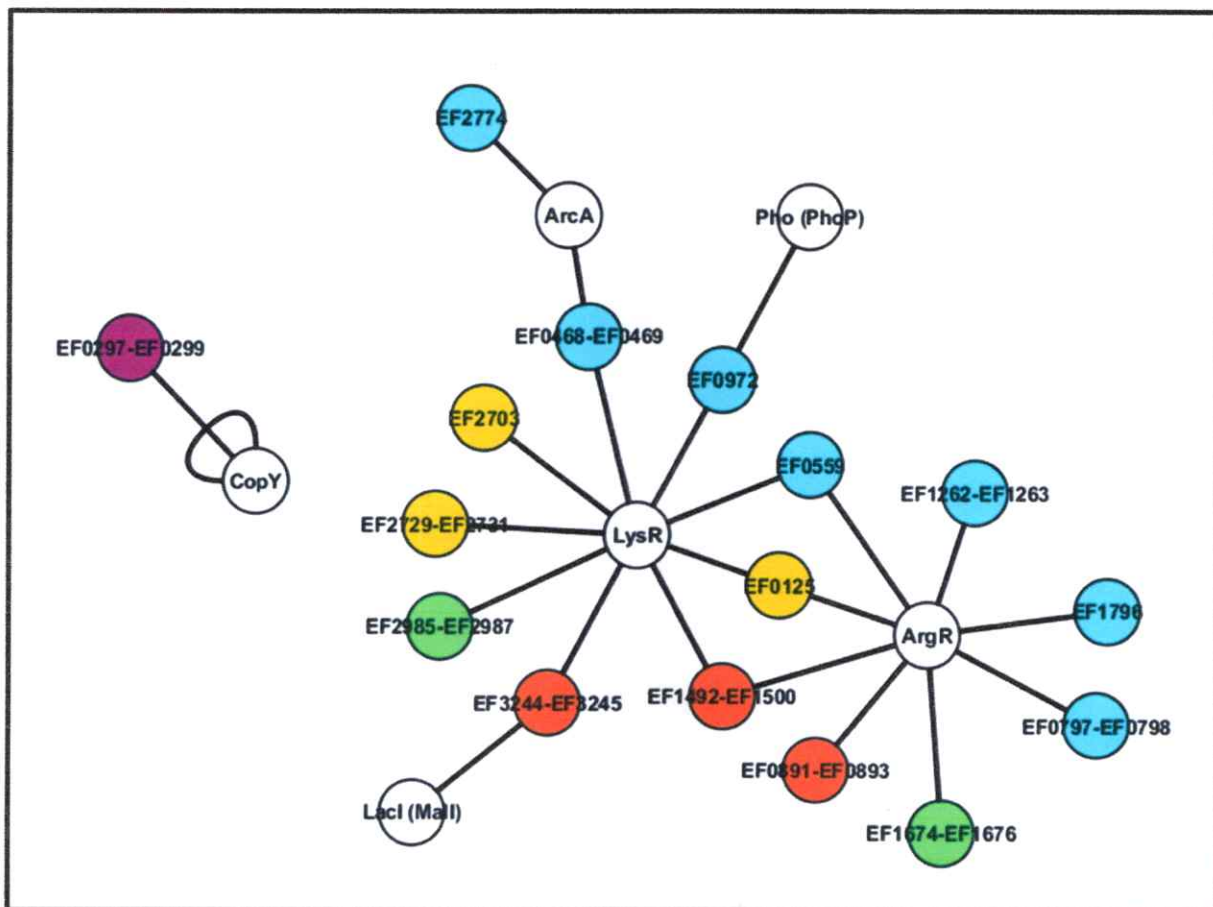 EF2774
ArcA
Pho (PhoP)
EF0468-EF0469
EF0297-EF0299
EF0972
EF2703
EF0559
CopY
EF1262-EF1263
EF2729-EF2731
LysR
EF0125
EF1796
EF2985-EF2987
ArgR
EF3244-EF3245
EF1492-EF1500
EF0797-EF0798
EF0891-EF0893
LacI (MalI)
EF1674-EF1676